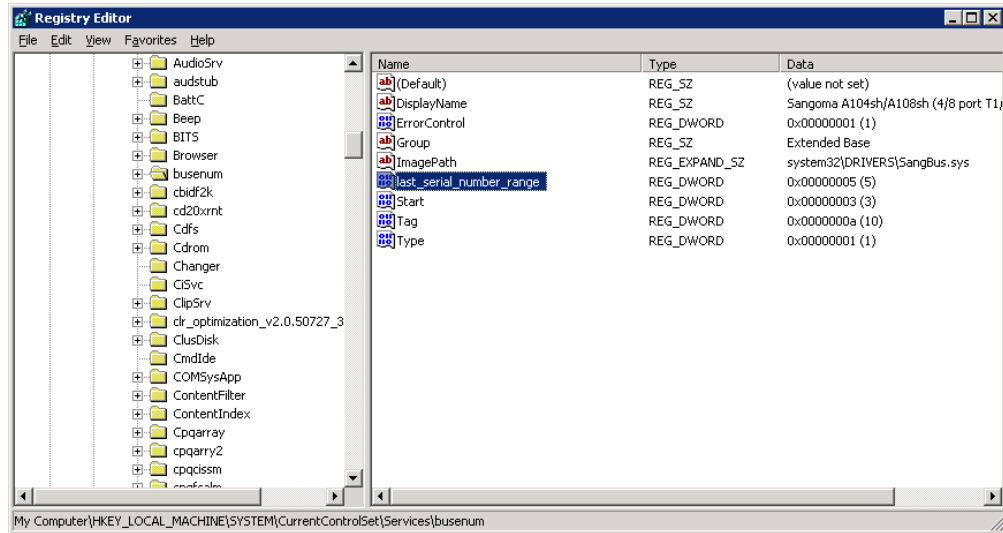 Registry Editor
File Edit View Favorites Help
AudioSrv
audstub
BattC
Beep
BITS
Browser
busenum
cbidf2k
cd20xrnt
Cdfs
Cdrom
Changer
CiSvc
ClipSrv
clr_optimization_v2.0.50727_3
ClusDisk
CmdIde
COMSysApp
ContentFilter
ContentIndex
Cpqarray
cpqarry2
cpqcissm
Name Type Data
(Default) REG_SZ (value not set)
DisplayName REG_SZ Sangoma A104sh/A108sh (4/8 port T1/
ErrorControl REG_DWORD 0x00000001 (1)
Group REG_SZ Extended Base
ImagePath REG_EXPAND_SZ system32\DRIVERS\SangBus.sys
last_serial_number_range REG_DWORD 0x00000005 (5)
Start REG_DWORD 0x00000003 (3)
Tag REG_DWORD 0x0000000a (10)
Type REG_DWORD 0x00000001 (1)
My Computer\HKEY_LOCAL_MACHINE\SYSTEM\CurrentControlSet\Services\busenum